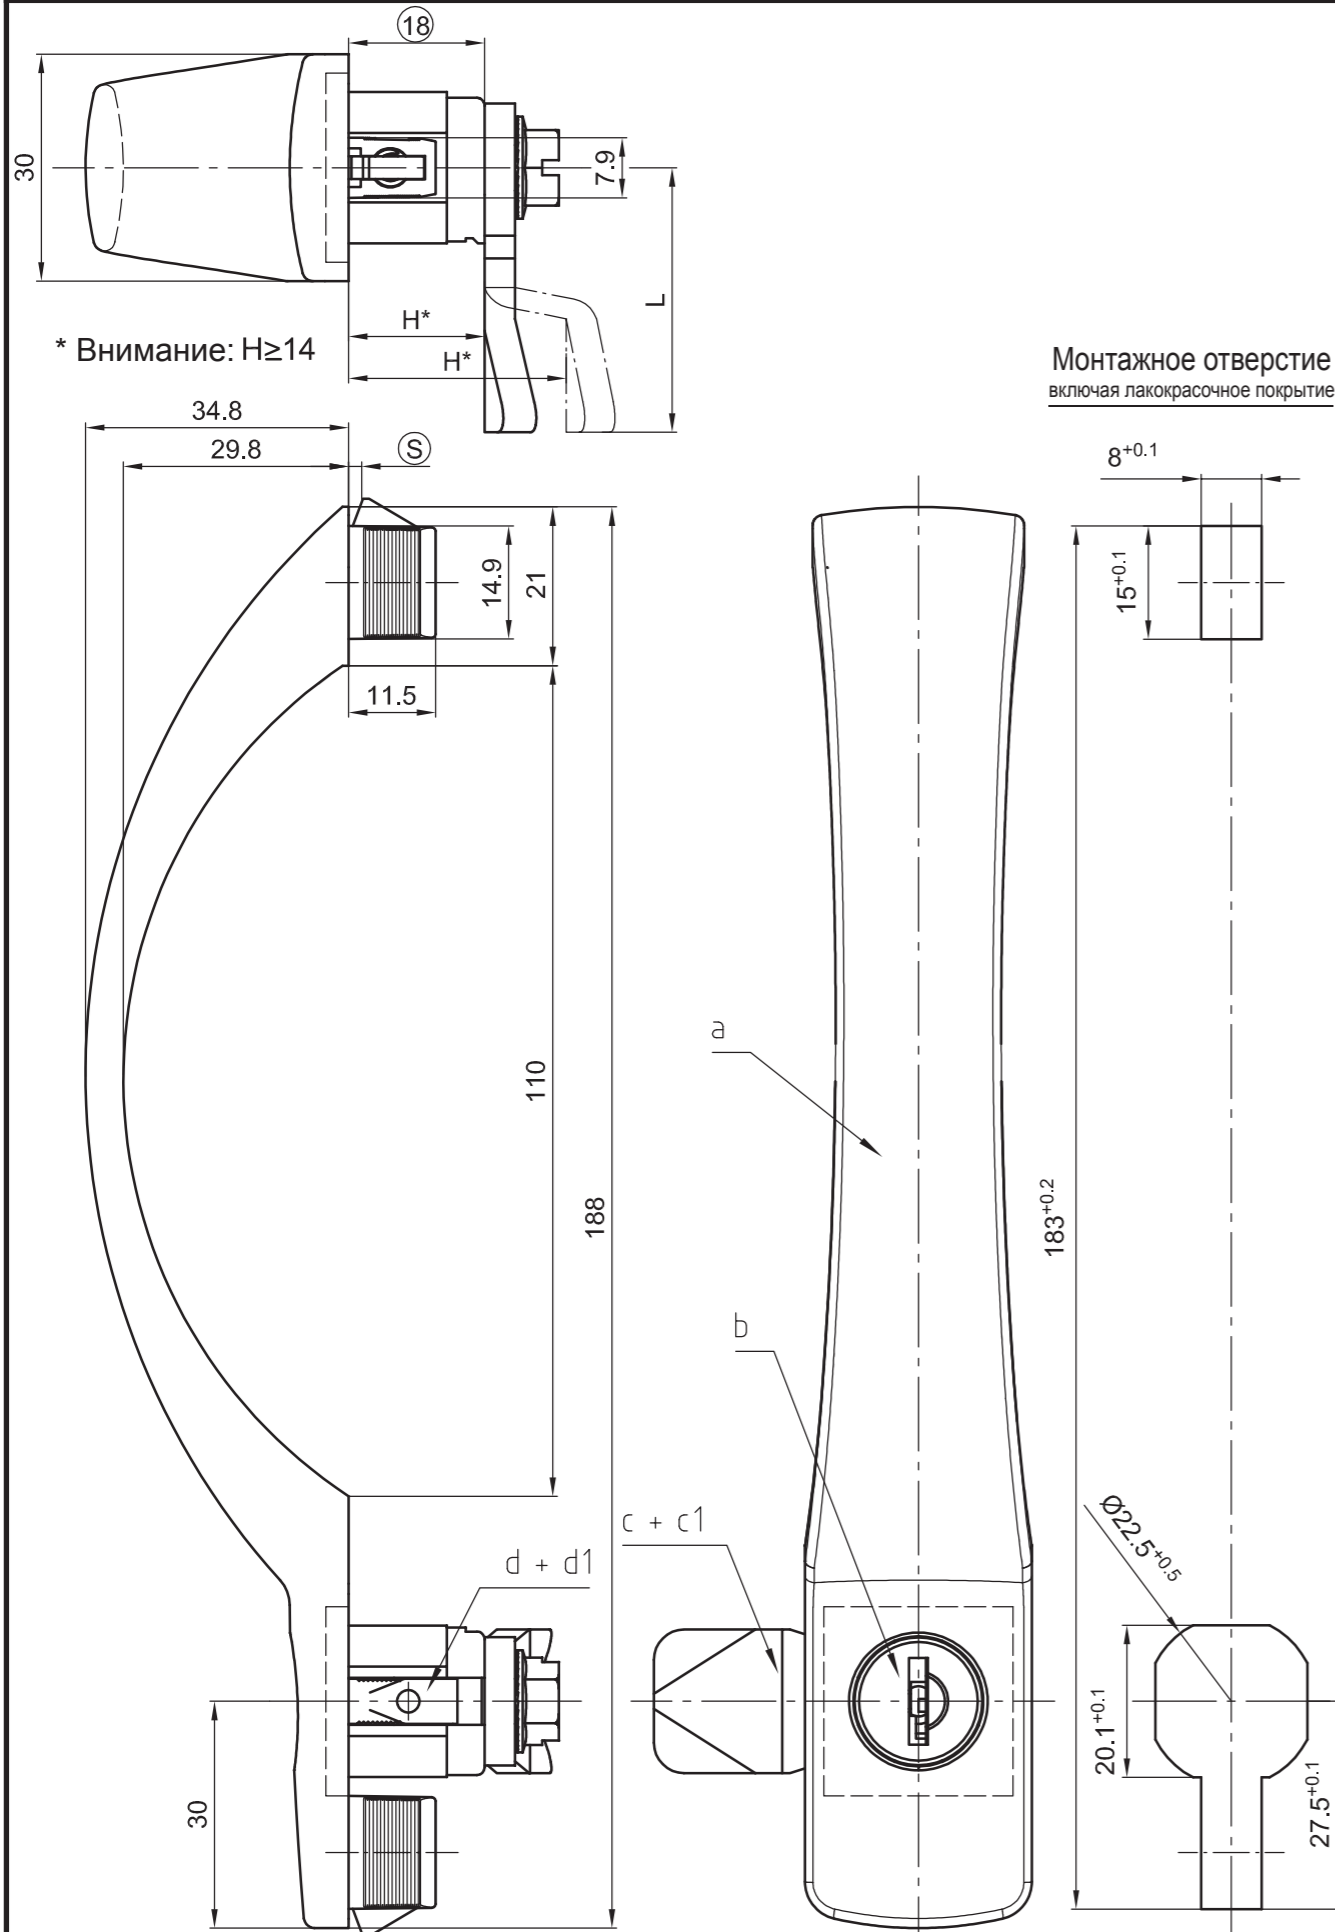 18
30
7.9
L
H*
* Внимание: H≥14
H*
Монтажное отверстие
включая лакокрасочное покрытие
34.8
29.8
S
8+0.1
14.9
21
15+0.1
11.5
a
110
183+0.2
188
b
Ø22.5+0.5
c + c1
d + d1
20.1+0.1
30
27.5+0.1